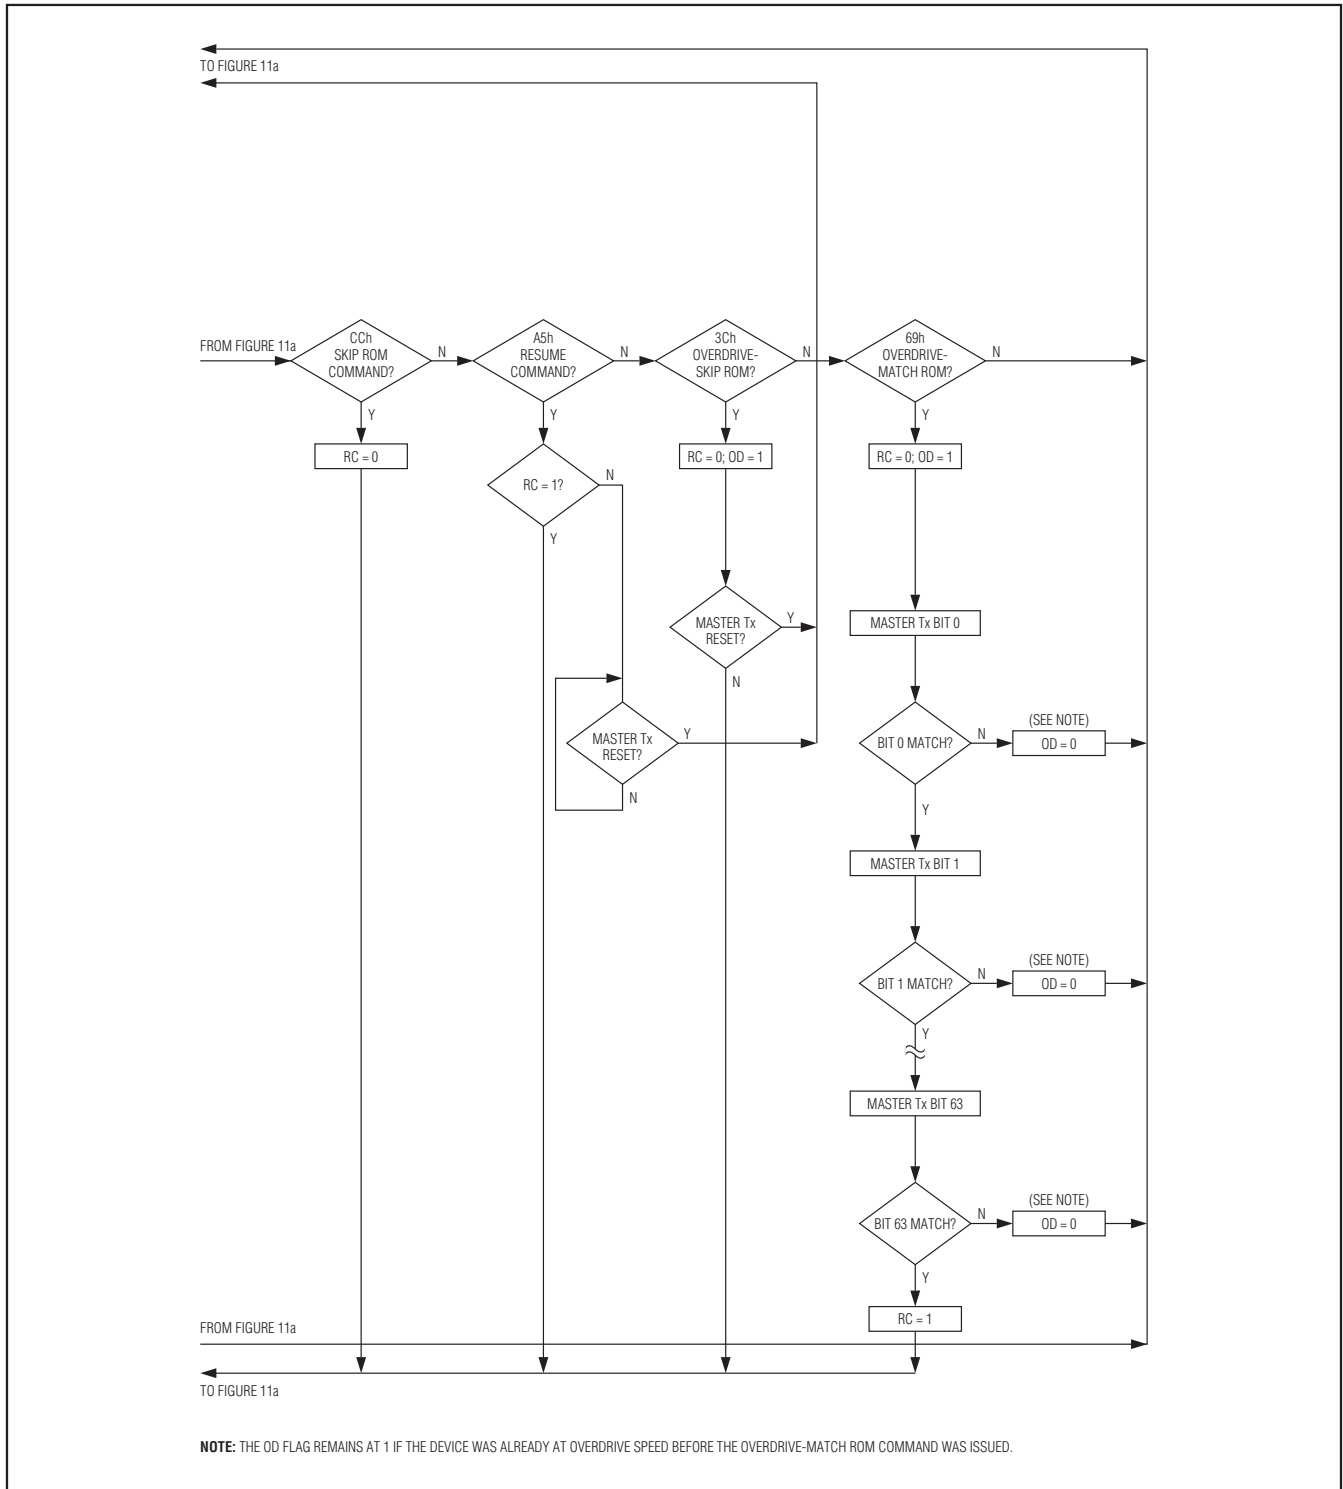 TO FIGURE 11a
FROM FIGURE 11a
CCh
SKIP ROM
COMMAND?
N
A5h
RESUME
COMMAND?
N
3Ch
OVERDRIVE-
SKIP ROM?
N
69h
OVERDRIVE-
MATCH ROM?
N
Y
Y
Y
Y
RC = 0
RC = 1?
N
Y
RC = 0; OD = 1
RC = 0; OD = 1
MASTER Tx
RESET?
Y
N
MASTER Tx BIT 0
MASTER Tx
RESET?
Y
N
BIT 0 MATCH?
N
(SEE NOTE)
OD = 0
Y
MASTER Tx BIT 1
BIT 1 MATCH?
N
(SEE NOTE)
OD = 0
Y
MASTER Tx BIT 63
BIT 63 MATCH?
N
(SEE NOTE)
OD = 0
Y
RC = 1
FROM FIGURE 11a
TO FIGURE 11a
NOTE: THE OD FLAG REMAINS AT 1 IF THE DEVICE WAS ALREADY AT OVERDRIVE SPEED BEFORE THE OVERDRIVE-MATCH ROM COMMAND WAS ISSUED.